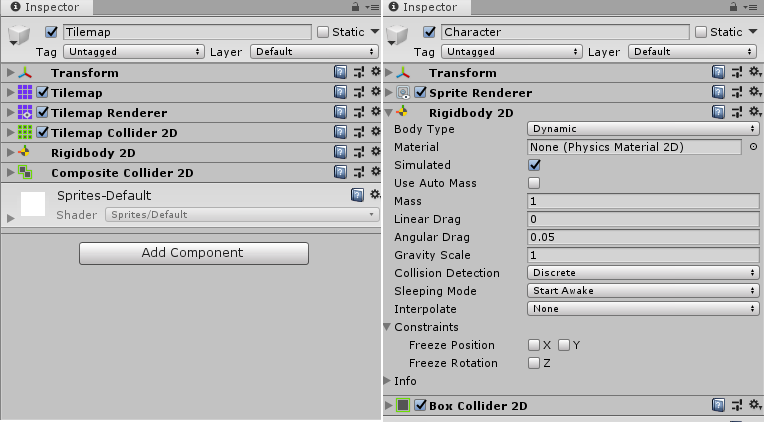 Inspector
Tilemap
Static
Tag Untagged Layer Default
Transform
Tilemap
Tilemap Renderer
Tilemap Collider 2D
Rigidbody 2D
Composite Collider 2D
Sprites-Default
Shader Sprites/Default
Add Component
Inspector
Character
Static
Tag Untagged Layer Default
Transform
Sprite Renderer
Rigidbody 2D
Body Type Dynamic
Material None (Physics Material 2D)
Simulated
Use Auto Mass
Mass 1
Linear Drag 0
Angular Drag 0.05
Gravity Scale 1
Collision Detection Discrete
Sleeping Mode Start Awake
Interpolate None
Constraints
Freeze Position X Y
Freeze Rotation Z
Info
Box Collider 2D